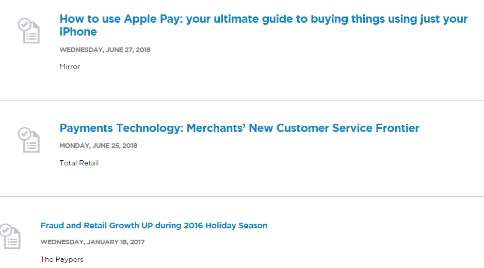 How to use Apple Pay: your ultimate guide to buying things using just your
iPhone
WEDNESDAY, JUNE 27, 2018
Mirror
Payments Technology: Merchants' New Customer Service Frontier
MONDAY, JUNE 25, 2018
Total Retail
Fraud and Retail Growth UP during 2016 Holiday Season
WEDNESDAY, JANUARY 18, 2017
The Paypers